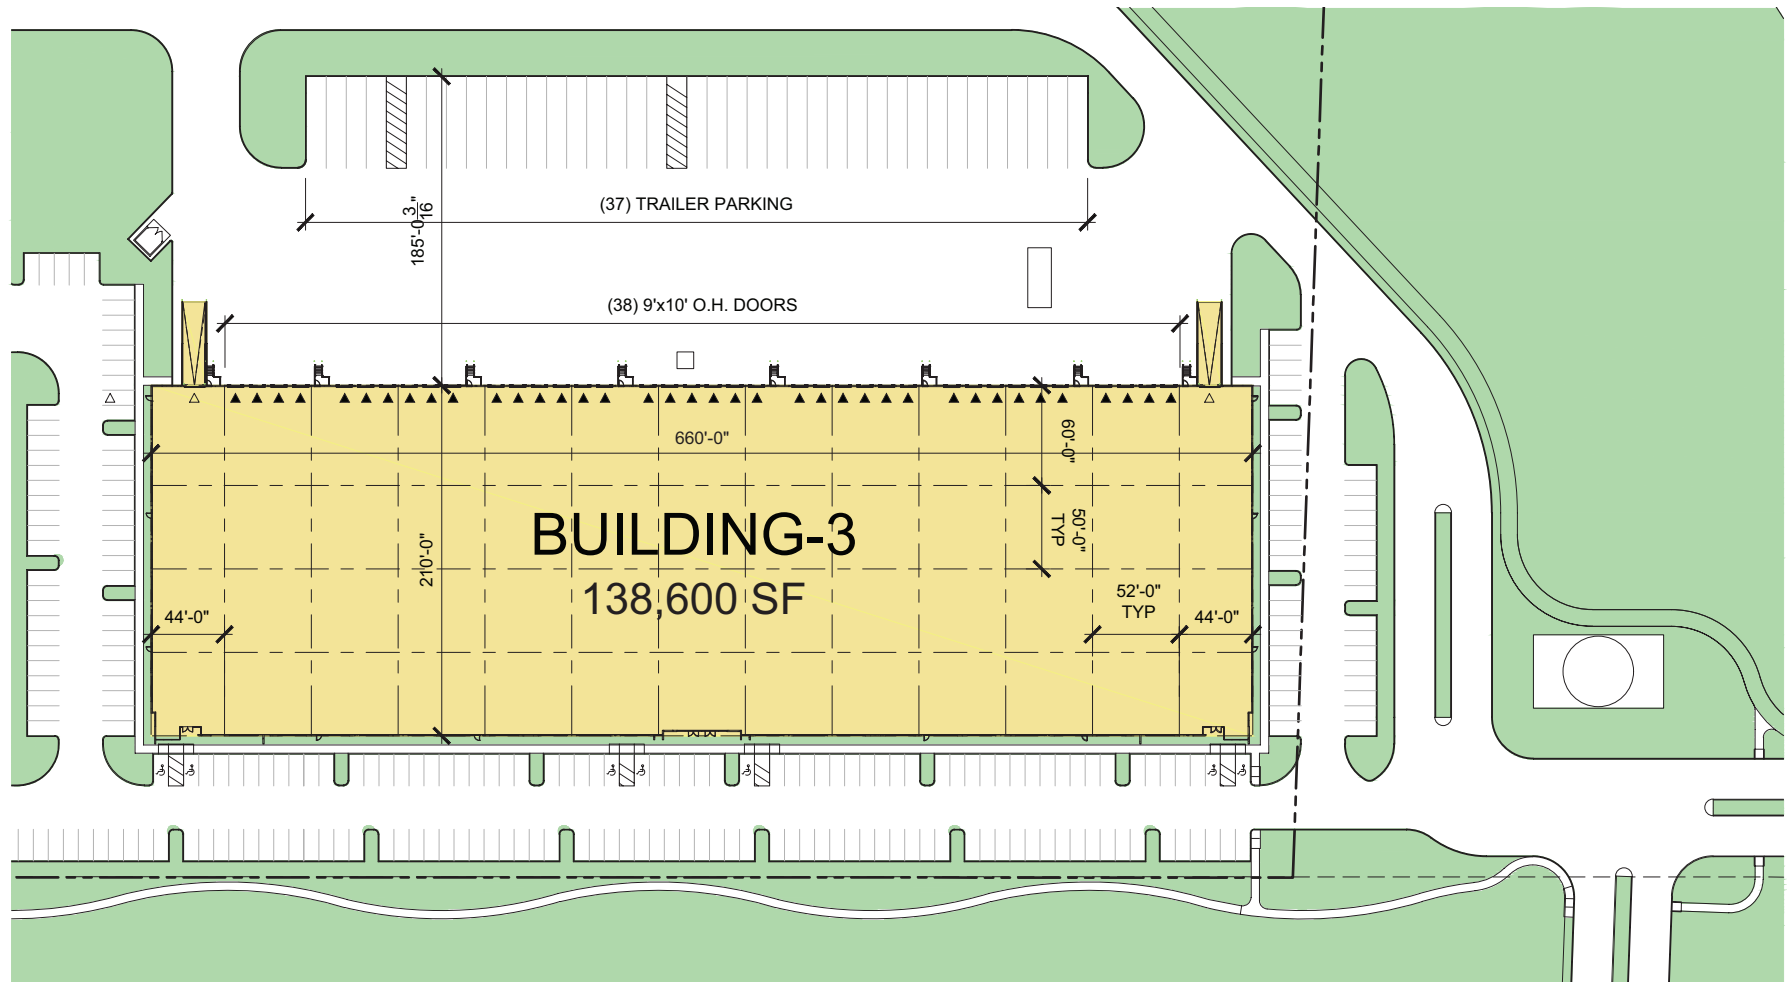 (37) TRAILER PARKING
185'-0 3/16"
(38) 9'x10' O.H. DOORS
660'-0"
60'-0"
50'-0"
TYP
BUILDING-3
138,600 SF
210'-0"
44'-0"
52'-0"
TYP
44'-0"